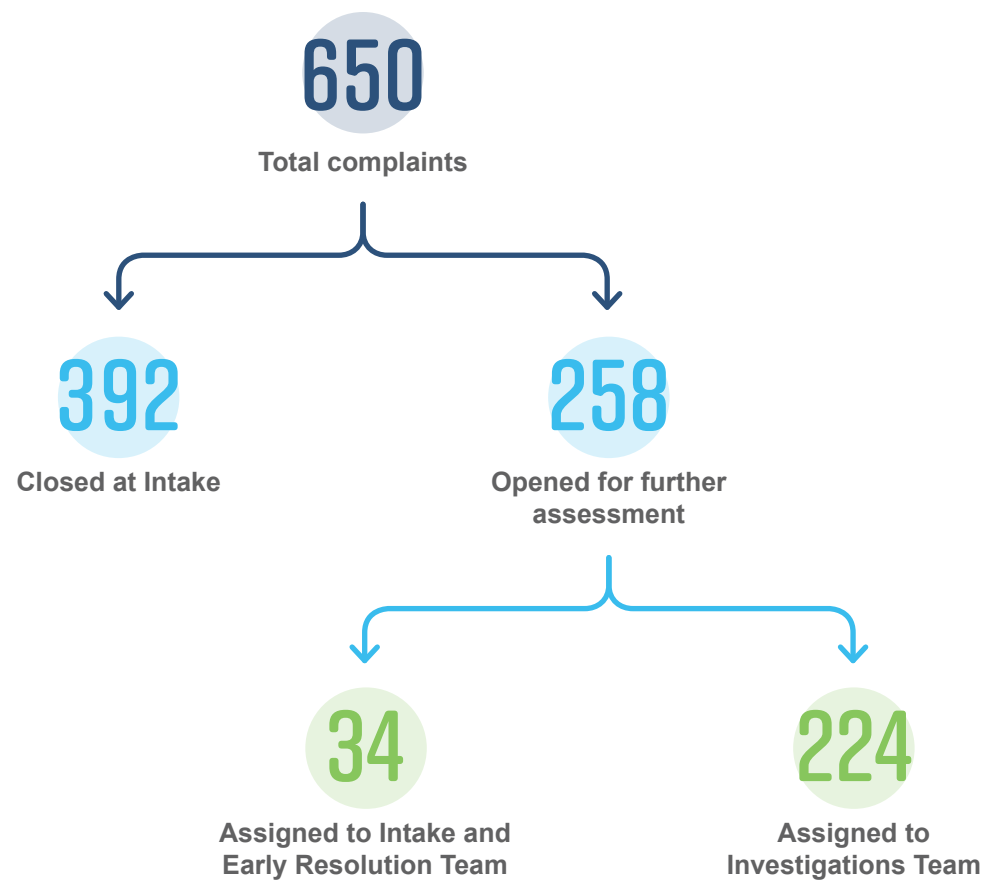 650
Total complaints
392
Closed at Intake
258
Opened for further
assessment
34
Assigned to Intake and
Early Resolution Team
224
Assigned to
Investigations Team